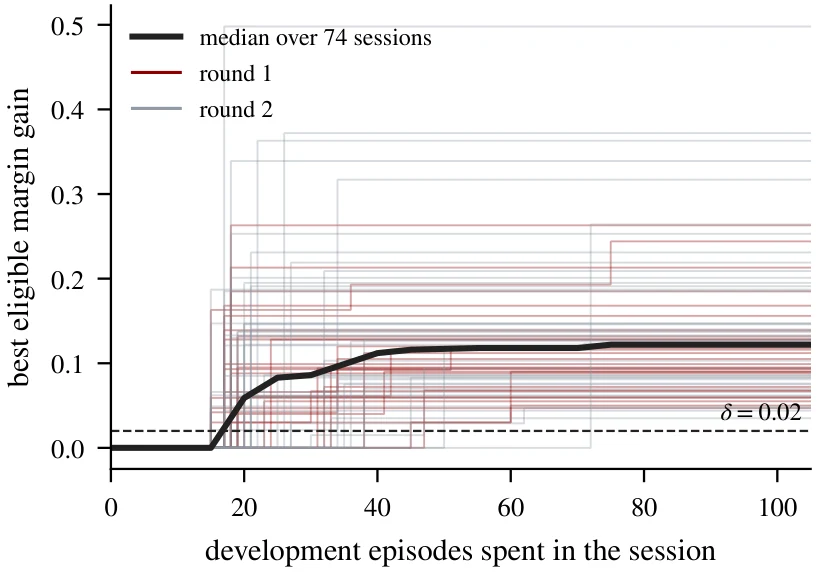 0.5
0.4
0.3
0.2
0.1
0.0
best eligible margin gain
median over 74 sessions
round 1
round 2
δ = 0.02
0 20 40 60 80 100
development episodes spent in the session